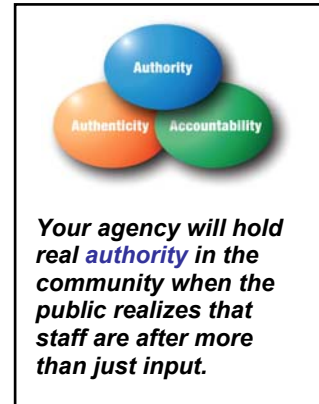 Authority
Authenticity Accountability
Your agency will hold
real authority in the
community when the
public realizes that
staff are after more
than just input.